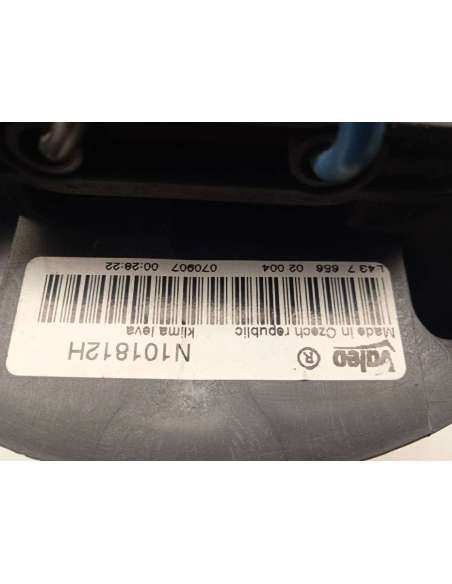 Valeo ®
N101812H
Made in Czech republic
klima leva
L43 7 656 02 004 070907 00:28:22